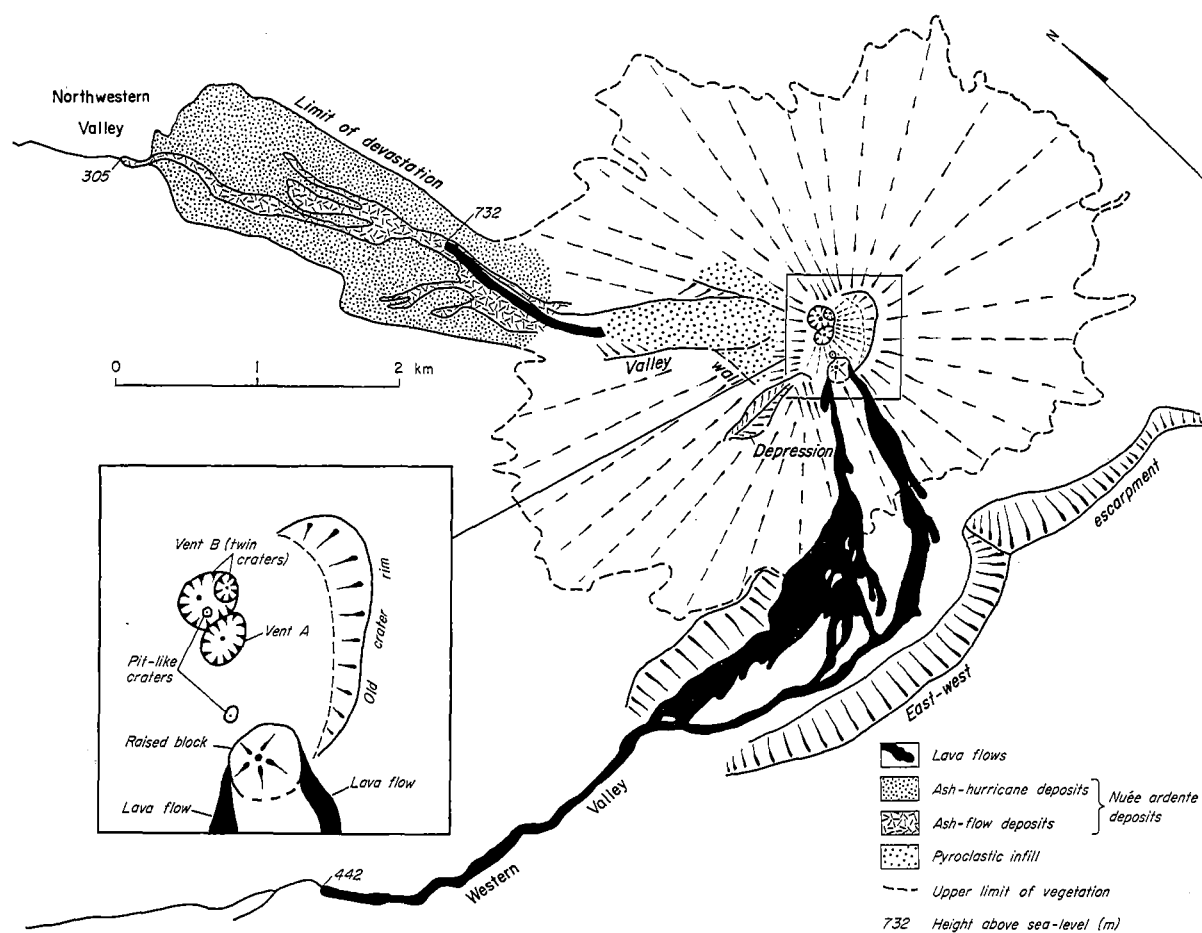 N
Northwestern
Valley
305
Limit of devastation
732
0 1 2 km
Valley
wall
Depression
escarpment
East-west
Valley
Western
442
Vent B (twin
craters)
Vent A
Pit-like
craters
Old crater rim
Raised block
Lava flow
Lava flow
Lava flows
Ash-hurricane deposits
Ash-flow deposits
Nuée ardente
deposits
Pyroclastic infill
Upper limit of vegetation
732 Height above sea-level (m)